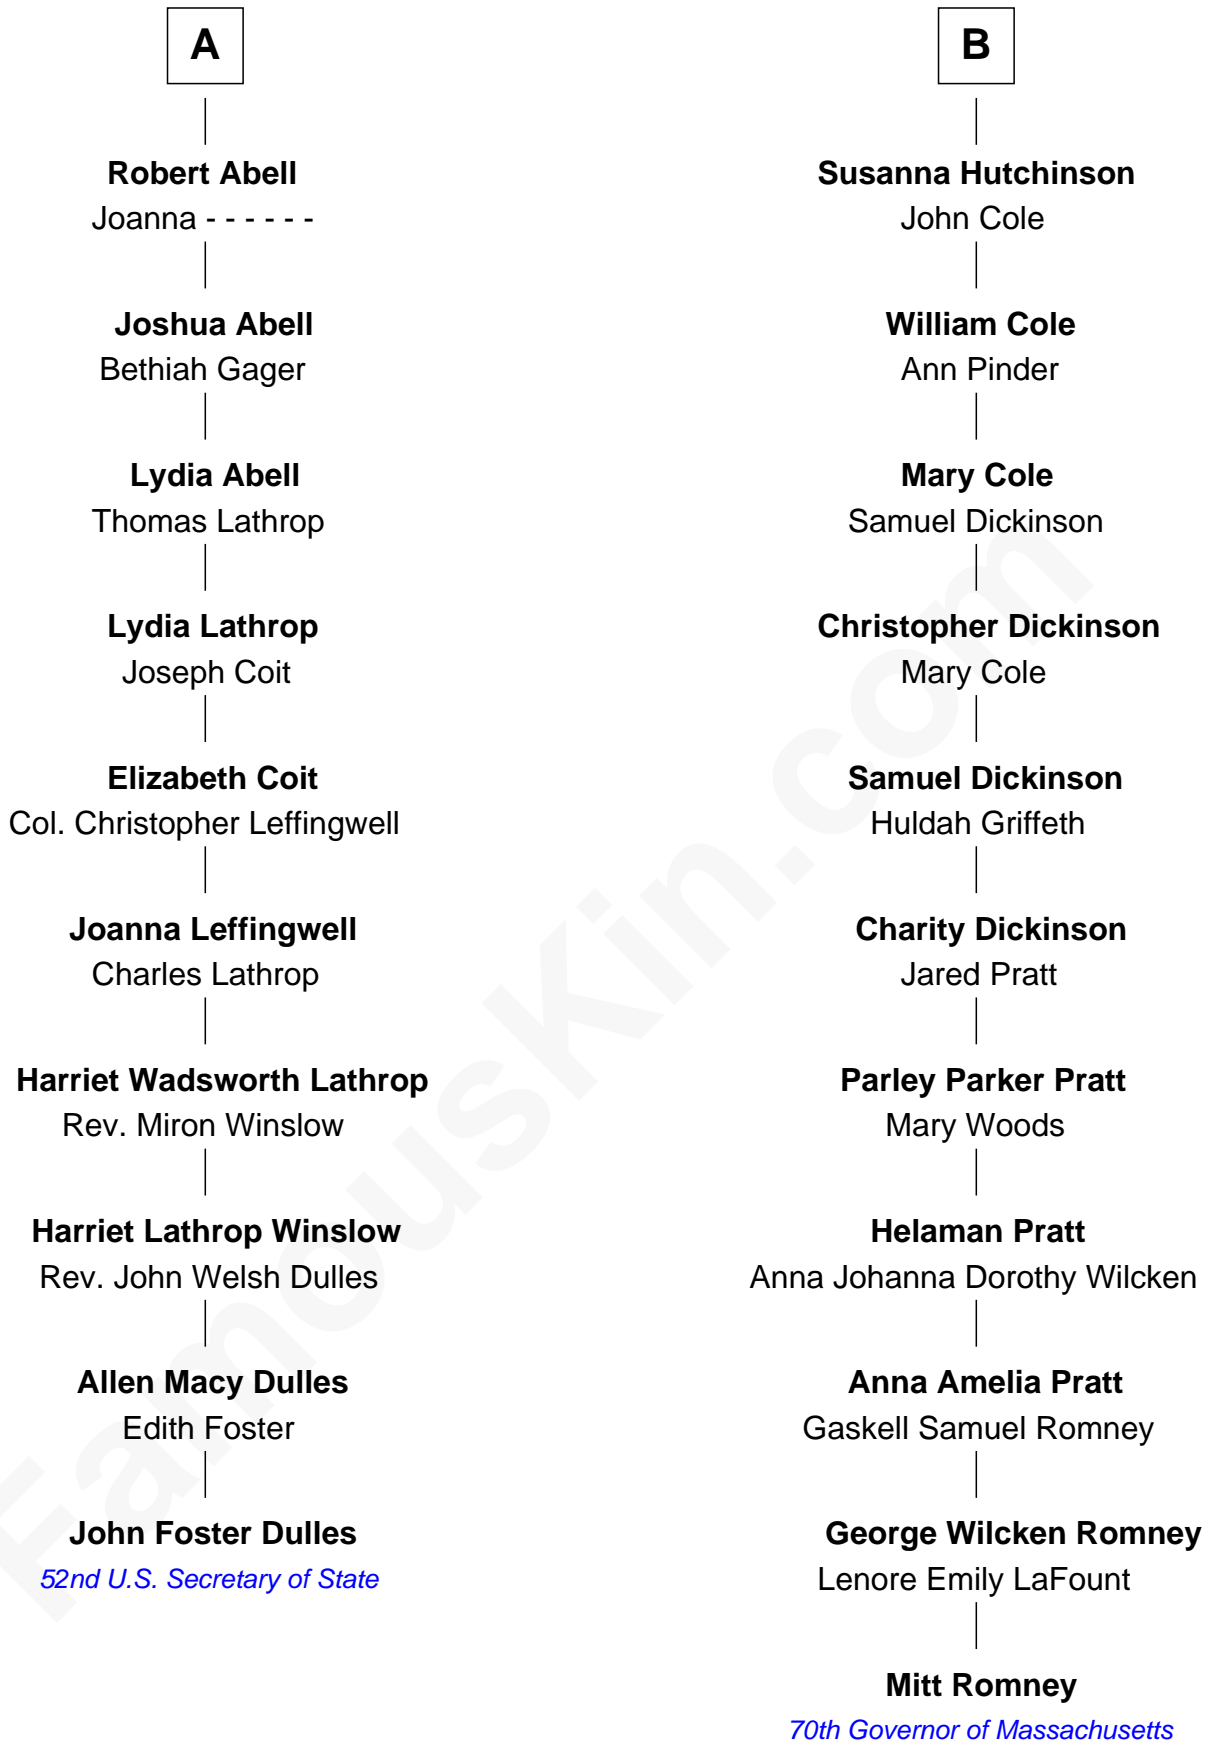 A
Robert Abell
Joanna - - - - - -
Joshua Abell
Bethiah Gager
Lydia Abell
Thomas Lathrop
Lydia Lathrop
Joseph Coit
Elizabeth Coit
Col. Christopher Leffingwell
Joanna Leffingwell
Charles Lathrop
Harriet Wadsworth Lathrop
Rev. Miron Winslow
Harriet Lathrop Winslow
Rev. John Welsh Dulles
Allen Macy Dulles
Edith Foster
John Foster Dulles
52nd U.S. Secretary of State
B
Susanna Hutchinson
John Cole
William Cole
Ann Pinder
Mary Cole
Samuel Dickinson
Christopher Dickinson
Mary Cole
Samuel Dickinson
Huldah Griffeth
Charity Dickinson
Jared Pratt
Parley Parker Pratt
Mary Woods
Helaman Pratt
Anna Johanna Dorothy Wilcken
Anna Amelia Pratt
Gaskell Samuel Romney
George Wilcken Romney
Lenore Emily LaFount
Mitt Romney
70th Governor of Massachusetts
FamousKin.com